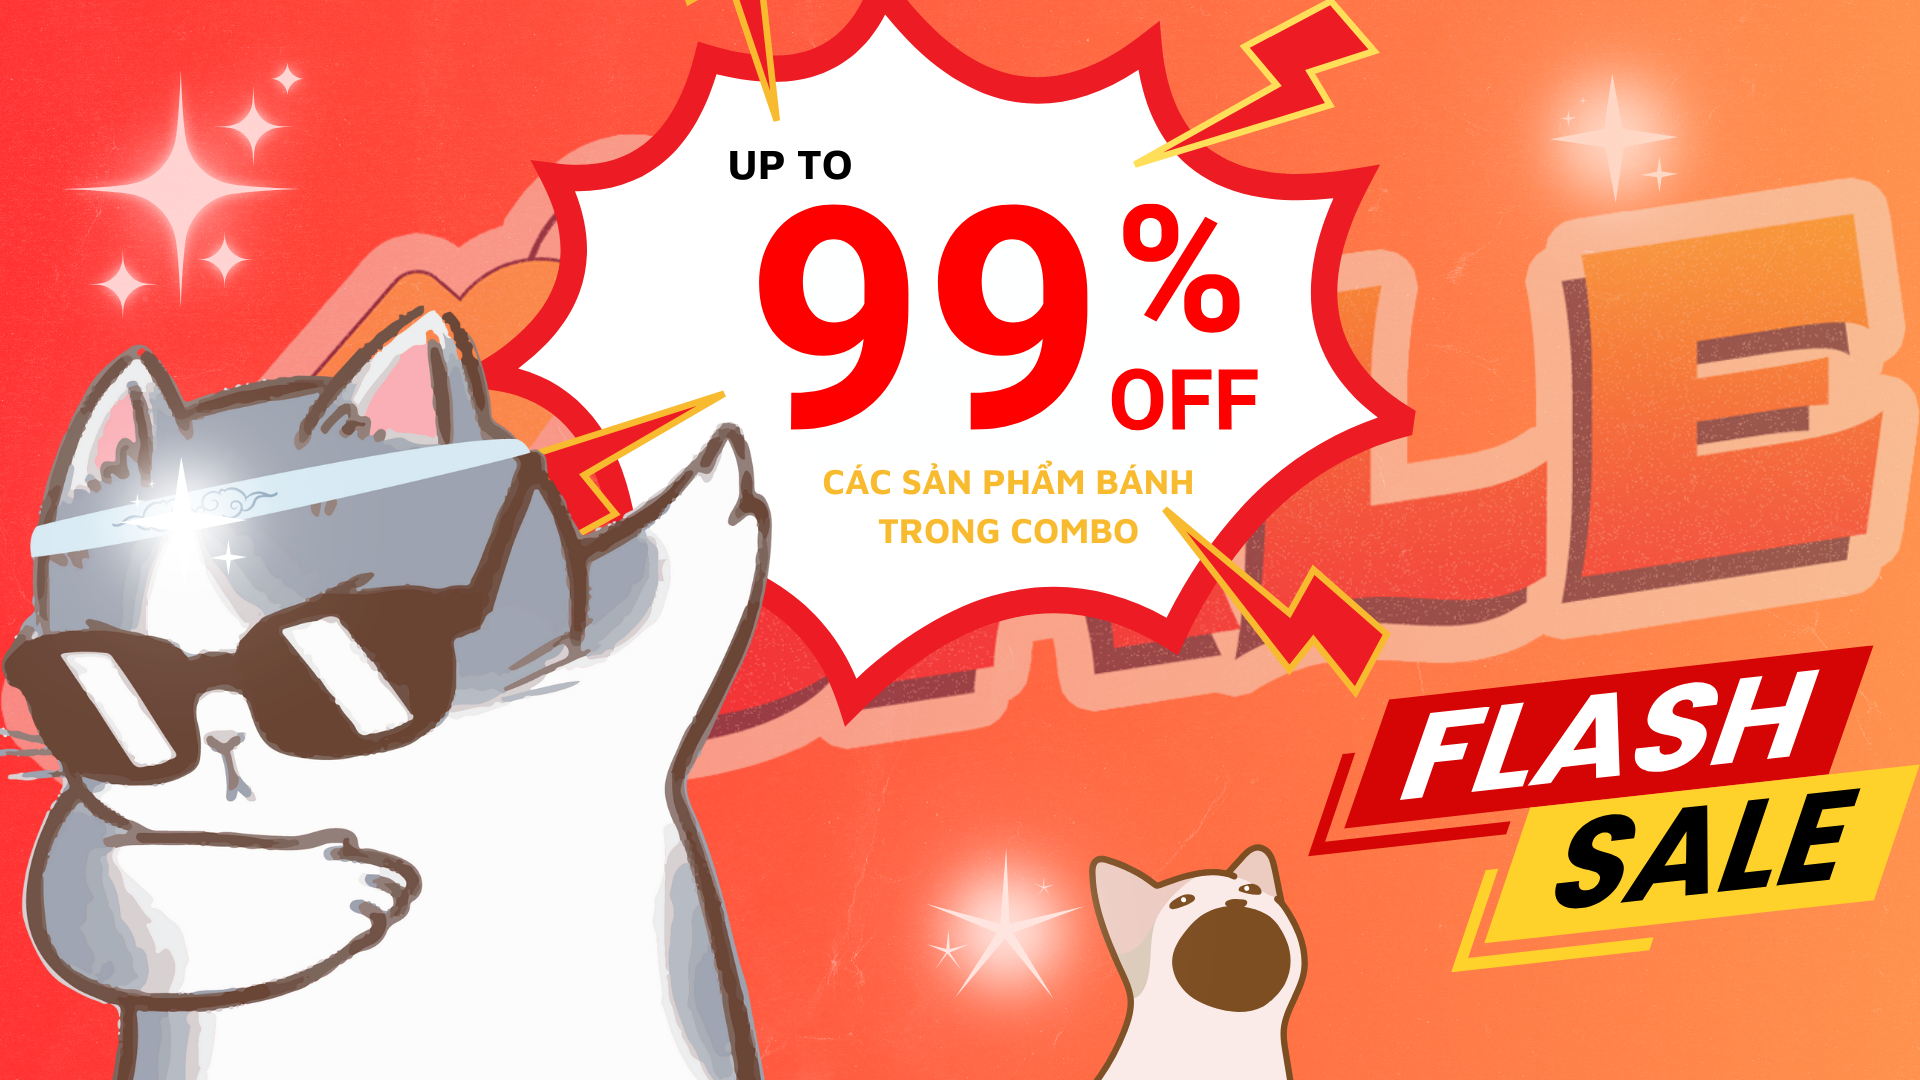 UP TO
99%
OFF
CÁC SẢN PHẨM BÁNH
TRONG COMBO
FLASH
SALE